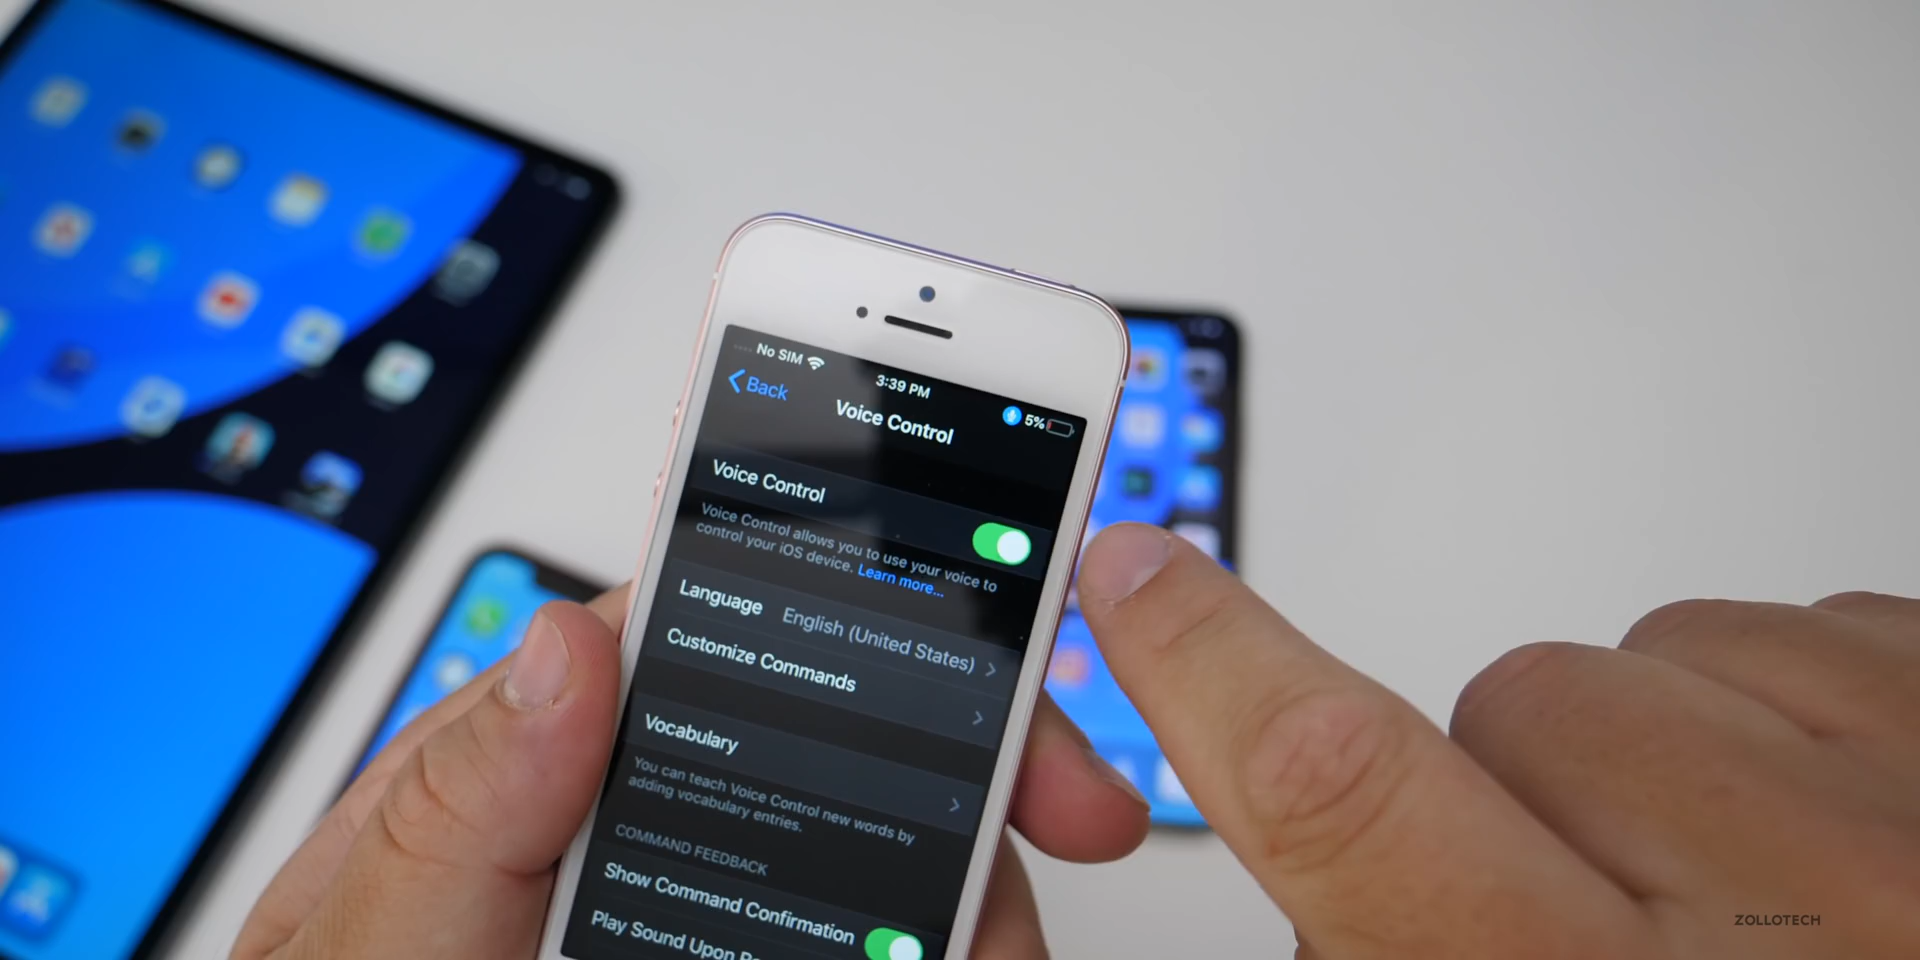 No SIM
3:39 PM
5%
Back
Voice Control
Voice Control
Voice Control allows you to use your voice to
control your iOS device. Learn more...
Language English (United States)
Customize Commands
Vocabulary
You can teach Voice Control new words by
adding vocabulary entries.
COMMAND FEEDBACK
Show Command Confirmation
Play Sound Upon
ZOLLOTECH